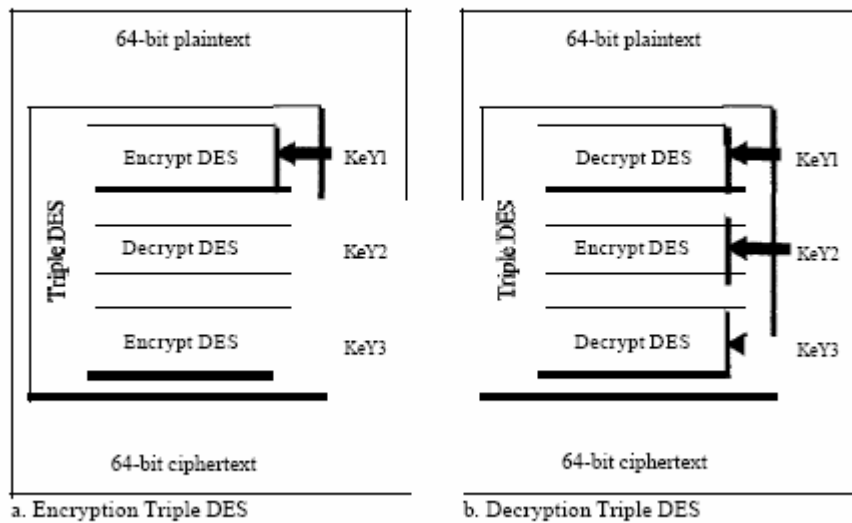 64-bit plaintext
Triple DES
Encrypt DES
KeY1
Decrypt DES
KeY2
Encrypt DES
KeY3
64-bit ciphertext
a. Encryption Triple DES
64-bit plaintext
Triple DES
Decrypt DES
KeY1
Encrypt DES
KeY2
Decrypt DES
KeY3
64-bit ciphertext
b. Decryption Triple DES